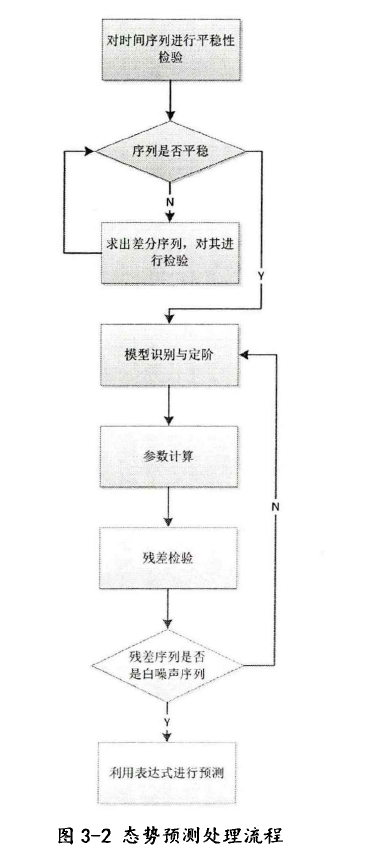 对时间序列进行平稳性
检验
序列是否平稳
N
求出差分序列，对其进
行检验
Y
模型识别与定阶
参数计算
N
残差检验
残差序列是否
是白噪声序列
Y
利用表达式进行预测
图 3-2 态势预测处理流程